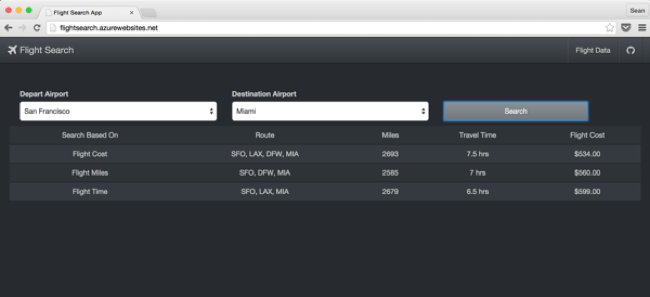 Flight Search App
Sean
flightsearch.azurewebsites.net
Flight Search
Flight Data
Depart Airport Destination Airport
San Francisco Miami Search
Search Based On Route Miles Travel Time Flight Cost
Flight Cost SFO, LAX, DFW, MIA 2693 7.5 hrs $534.00
Flight Miles SFO, DFW, MIA 2585 7 hrs $560.00
Flight Time SFO, LAX, MIA 2679 6.5 hrs $599.00